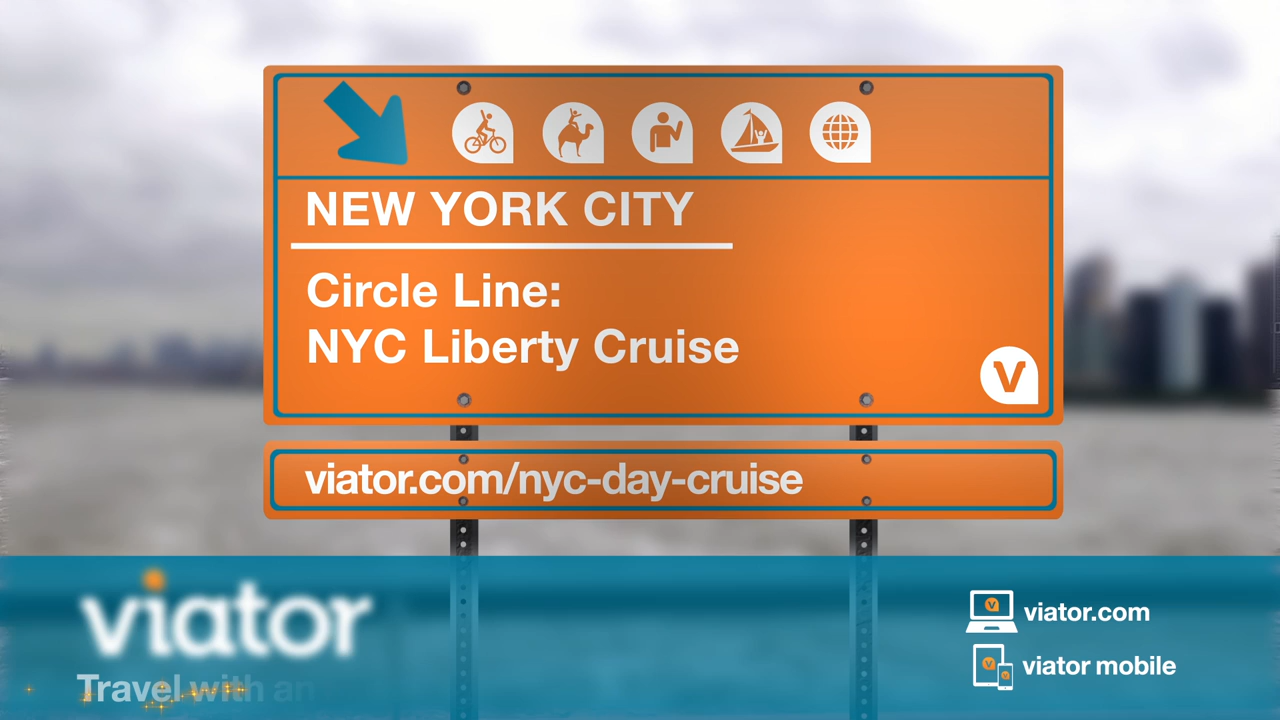 NEW YORK CITY
Circle Line:
NYC Liberty Cruise
V
viator.com/nyc-day-cruise
viator
Travel with an
viator.com
viator mobile